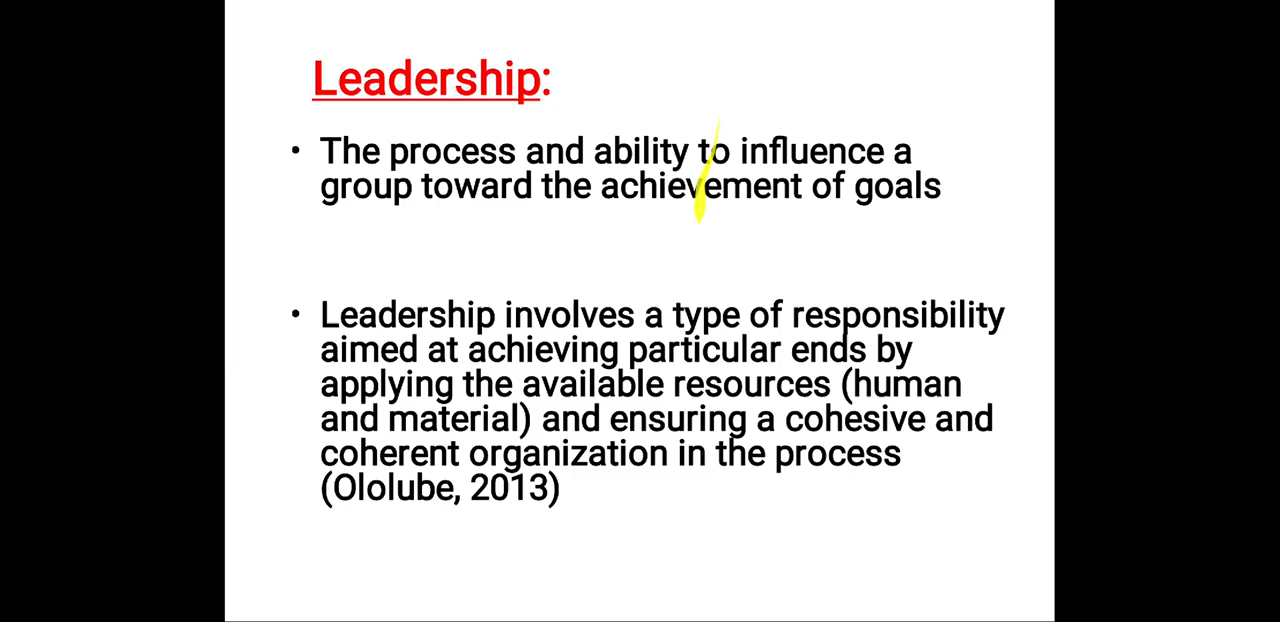 Leadership:
• The process and ability to influence a
group toward the achievement of goals
• Leadership involves a type of responsibility
aimed at achieving particular ends by
applying the available resources (human
and material) and ensuring a cohesive and
coherent organization in the process
(Ololube, 2013)